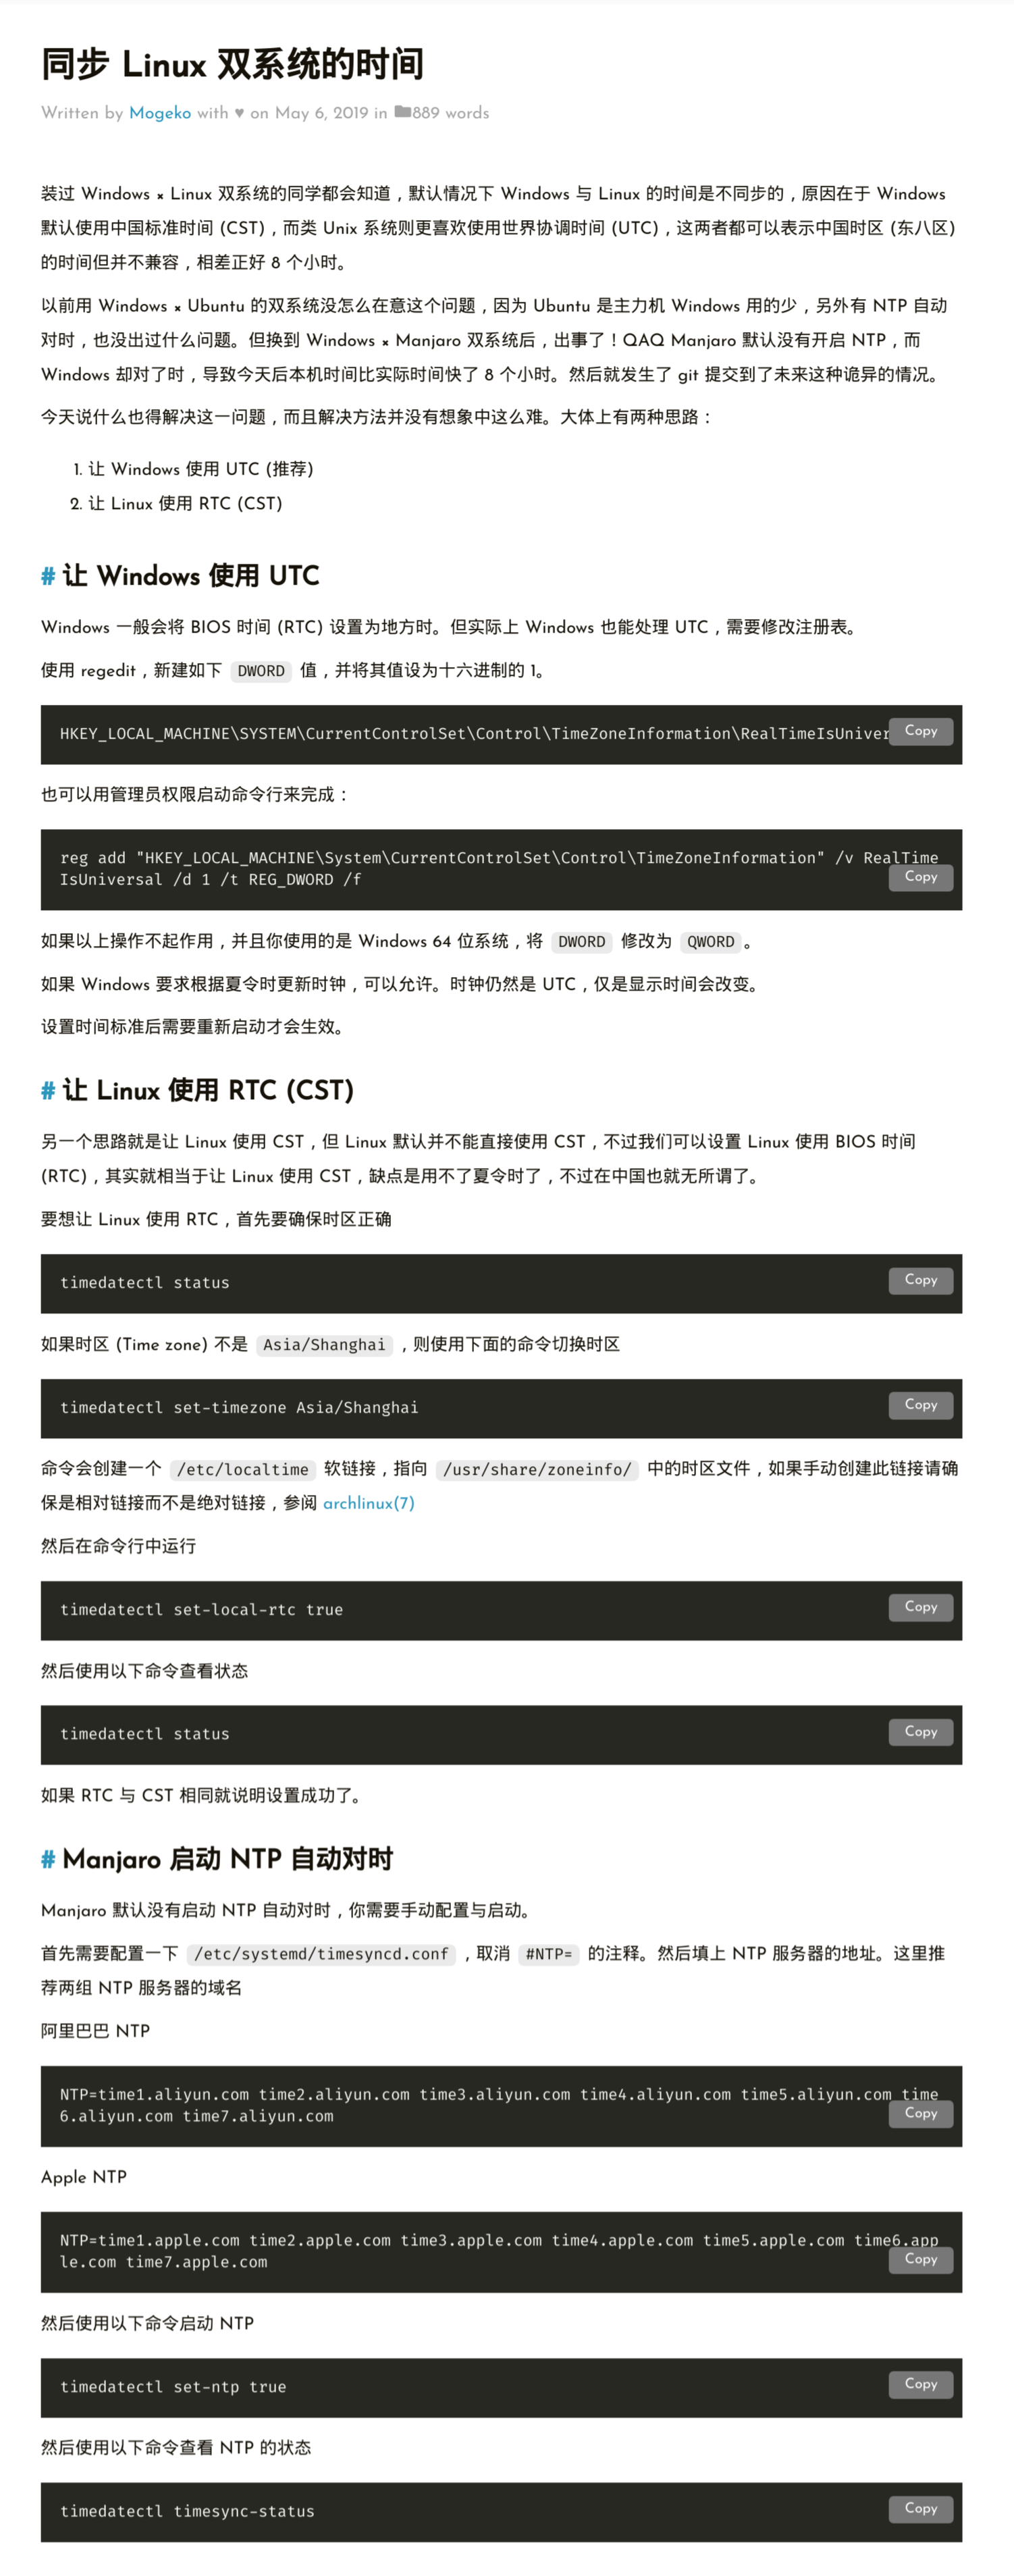 同步 Linux 双系统的时间
Written by Mogeko with ♥ on May 6, 2019 in 889 words
装过 Windows × Linux 双系统的同学都会知道，默认情况下 Windows 与 Linux 的时间是不同步的，原因在于 Windows
默认使用中国标准时间 (CST)，而类 Unix 系统则更喜欢使用世界协调时间 (UTC)，这两者都可以表示中国时区 (东八区)
的时间但并不兼容，相差正好 8 个小时。
以前用 Windows × Ubuntu 的双系统没怎么在意这个问题，因为 Ubuntu 是主力机 Windows 用的少，另外有 NTP 自动
对时，也没出过什么问题。但换到 Windows × Manjaro 双系统后，出事了！QAQ Manjaro 默认没有开启 NTP，而
Windows 却对了时，导致今天后本机时间比实际时间快了 8 个小时。然后就发生了 git 提交到了未来这种诡异的情况。
今天说什么也得解决这一问题，而且解决方法并没有想象中这么难。大体上有两种思路：
1. 让 Windows 使用 UTC (推荐)
2. 让 Linux 使用 RTC (CST)
# 让 Windows 使用 UTC
Windows 一般会将 BIOS 时间 (RTC) 设置为地方时。但实际上 Windows 也能处理 UTC，需要修改注册表。
使用 regedit，新建如下 DWORD 值，并将其值设为十六进制的 1。
HKEY_LOCAL_MACHINE\SYSTEM\CurrentControlSet\Control\TimeZoneInformation\RealTimeIsUniver Copy
也可以用管理员权限启动命令行来完成：
reg add "HKEY_LOCAL_MACHINE\System\CurrentControlSet\Control\TimeZoneInformation" /v RealTime
IsUniversal /d 1 /t REG_DWORD /f Copy
如果以上操作不起作用，并且你使用的是 Windows 64 位系统，将 DWORD 修改为 QWORD。
如果 Windows 要求根据夏令时更新时钟，可以允许。时钟仍然是 UTC，仅是显示时间会改变。
设置时间标准后需要重新启动才会生效。
# 让 Linux 使用 RTC (CST)
另一个思路就是让 Linux 使用 CST，但 Linux 默认并不能直接使用 CST，不过我们可以设置 Linux 使用 BIOS 时间
(RTC)，其实就相当于让 Linux 使用 CST，缺点是用不了夏令时了，不过在中国也就无所谓了。
要想让 Linux 使用 RTC，首先要确保时区正确
timedatectl status Copy
如果时区 (Time zone) 不是 Asia/Shanghai ，则使用下面的命令切换时区
timedatectl set-timezone Asia/Shanghai Copy
命令会创建一个 /etc/localtime 软链接，指向 /usr/share/zoneinfo/ 中的时区文件，如果手动创建此链接请确
保是相对链接而不是绝对链接，参阅 archlinux(7)
然后在命令行中运行
timedatectl set-local-rtc true Copy
然后使用以下命令查看状态
timedatectl status Copy
如果 RTC 与 CST 相同就说明设置成功了。
# Manjaro 启动 NTP 自动对时
Manjaro 默认没有启动 NTP 自动对时，你需要手动配置与启动。
首先需要配置一下 /etc/systemd/timesyncd.conf ，取消 #NTP= 的注释。然后填上 NTP 服务器的地址。这里推
荐两组 NTP 服务器的域名
阿里巴巴 NTP
NTP=time1.aliyun.com time2.aliyun.com time3.aliyun.com time4.aliyun.com time5.aliyun.com time
6.aliyun.com time7.aliyun.com Copy
Apple NTP
NTP=time1.apple.com time2.apple.com time3.apple.com time4.apple.com time5.apple.com time6.app
le.com time7.apple.com Copy
然后使用以下命令启动 NTP
timedatectl set-ntp true Copy
然后使用以下命令查看 NTP 的状态
timedatectl timesync-status Copy